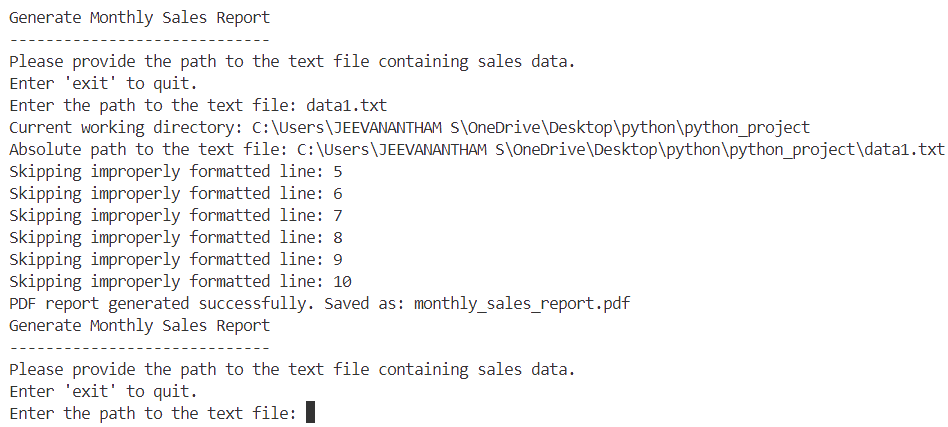 Generate Monthly Sales Report
-----------------------------
Please provide the path to the text file containing sales data.
Enter 'exit' to quit.
Enter the path to the text file: data1.txt
Current working directory: C:\Users\JEEVANANTHAM S\OneDrive\Desktop\python\python_project
Absolute path to the text file: C:\Users\JEEVANANTHAM S\OneDrive\Desktop\python\python_project\data1.txt
Skipping improperly formatted line: 5
Skipping improperly formatted line: 6
Skipping improperly formatted line: 7
Skipping improperly formatted line: 8
Skipping improperly formatted line: 9
Skipping improperly formatted line: 10
PDF report generated successfully. Saved as: monthly_sales_report.pdf
Generate Monthly Sales Report
-----------------------------
Please provide the path to the text file containing sales data.
Enter 'exit' to quit.
Enter the path to the text file: